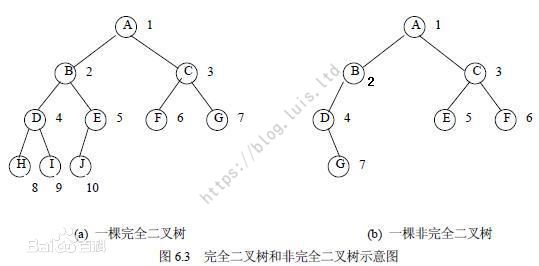 A 1
B 2
C 3
D 4
E 5
F 6
G 7
H
I
J
8 9 10
A 1
B
2
C 3
D 4
E 5
F 6
G 7
https://blog.luis.ltd
(a) 一棵完全二叉树
(b) 一棵非完全二叉树
Bai百科
图 6.3 完全二叉树和非完全二叉树示意图